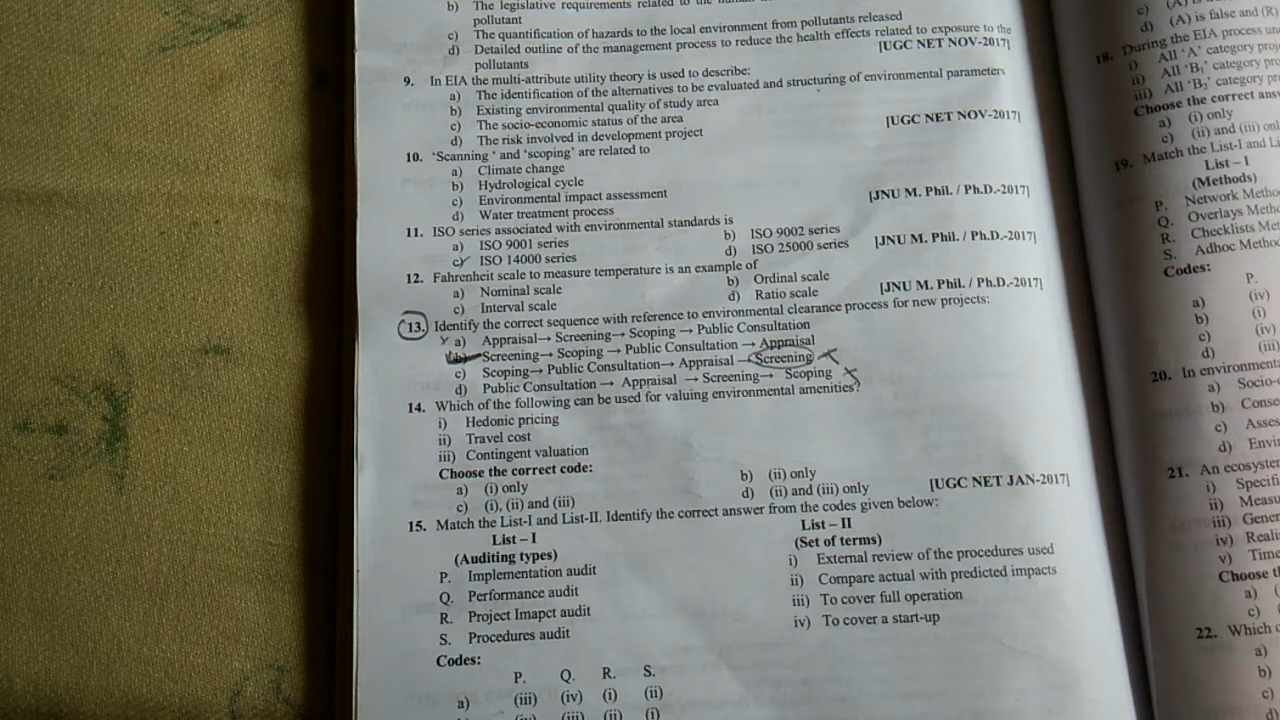 b) The legislative requirements related to the
pollutant
c) The quantification of hazards to the local environment from pollutants released
d) Detailed outline of the management process to reduce the health effects related to exposure to the
pollutants [UGC NET NOV-2017]
9. In EIA the multi-attribute utility theory is used to describe:
a) The identification of the alternatives to be evaluated and structuring of environmental parameters
b) Existing environmental quality of study area
c) The socio-economic status of the area
d) The risk involved in development project [UGC NET NOV-2017]
10. 'Scanning ' and 'scoping' are related to
a) Climate change
b) Hydrological cycle
c) Environmental impact assessment
d) Water treatment process [JNU M. Phil. / Ph.D.-2017]
11. ISO series associated with environmental standards is
a) ISO 9001 series b) ISO 9002 series
c) ISO 14000 series d) ISO 25000 series [JNU M. Phil. / Ph.D.-2017]
12. Fahrenheit scale to measure temperature is an example of
a) Nominal scale b) Ordinal scale
c) Interval scale d) Ratio scale [JNU M. Phil. / Ph.D.-2017]
13. Identify the correct sequence with reference to environmental clearance process for new projects:
a) Appraisal→ Screening→ Scoping → Public Consultation
b) Screening→ Scoping → Public Consultation → Appraisal
c) Scoping→ Public Consultation→ Appraisal →Screening
d) Public Consultation → Appraisal → Screening→ Scoping
14. Which of the following can be used for valuing environmental amenities?
i) Hedonic pricing
ii) Travel cost
iii) Contingent valuation
Choose the correct code:
a) (i) only b) (ii) only
c) (i), (ii) and (iii) d) (ii) and (iii) only [UGC NET JAN-2017]
15. Match the List-I and List-II. Identify the correct answer from the codes given below:
List – I List – II
(Auditing types) (Set of terms)
P. Implementation audit i) External review of the procedures used
Q. Performance audit ii) Compare actual with predicted impacts
R. Project Imapct audit iii) To cover full operation
S. Procedures audit iv) To cover a start-up
Codes:
P. Q. R. S.
a) (iii) (iv) (i) (ii)
(iii) (ii) (i)
c)
d) (A) is false and (R)
18. During the EIA process
i) All 'A' category
ii) All 'B₁' category
iii) All 'B₂' category
Choose the correct
a) (i) only
c) (ii) and (iii)
19. Match the List-I and
List – I
(Methods)
P. Network
Q. Overlays
R. Checklists
S. Adhoc
Codes:
P.
a) (iv)
b) (i)
c) (iv)
d) (iii)
20. In
a) Socio-
b)
c)
d)
21. An
i)
ii)
iii)
iv)
v)
Choose
a)
c)
22. Which
a)
b)
c)
d)